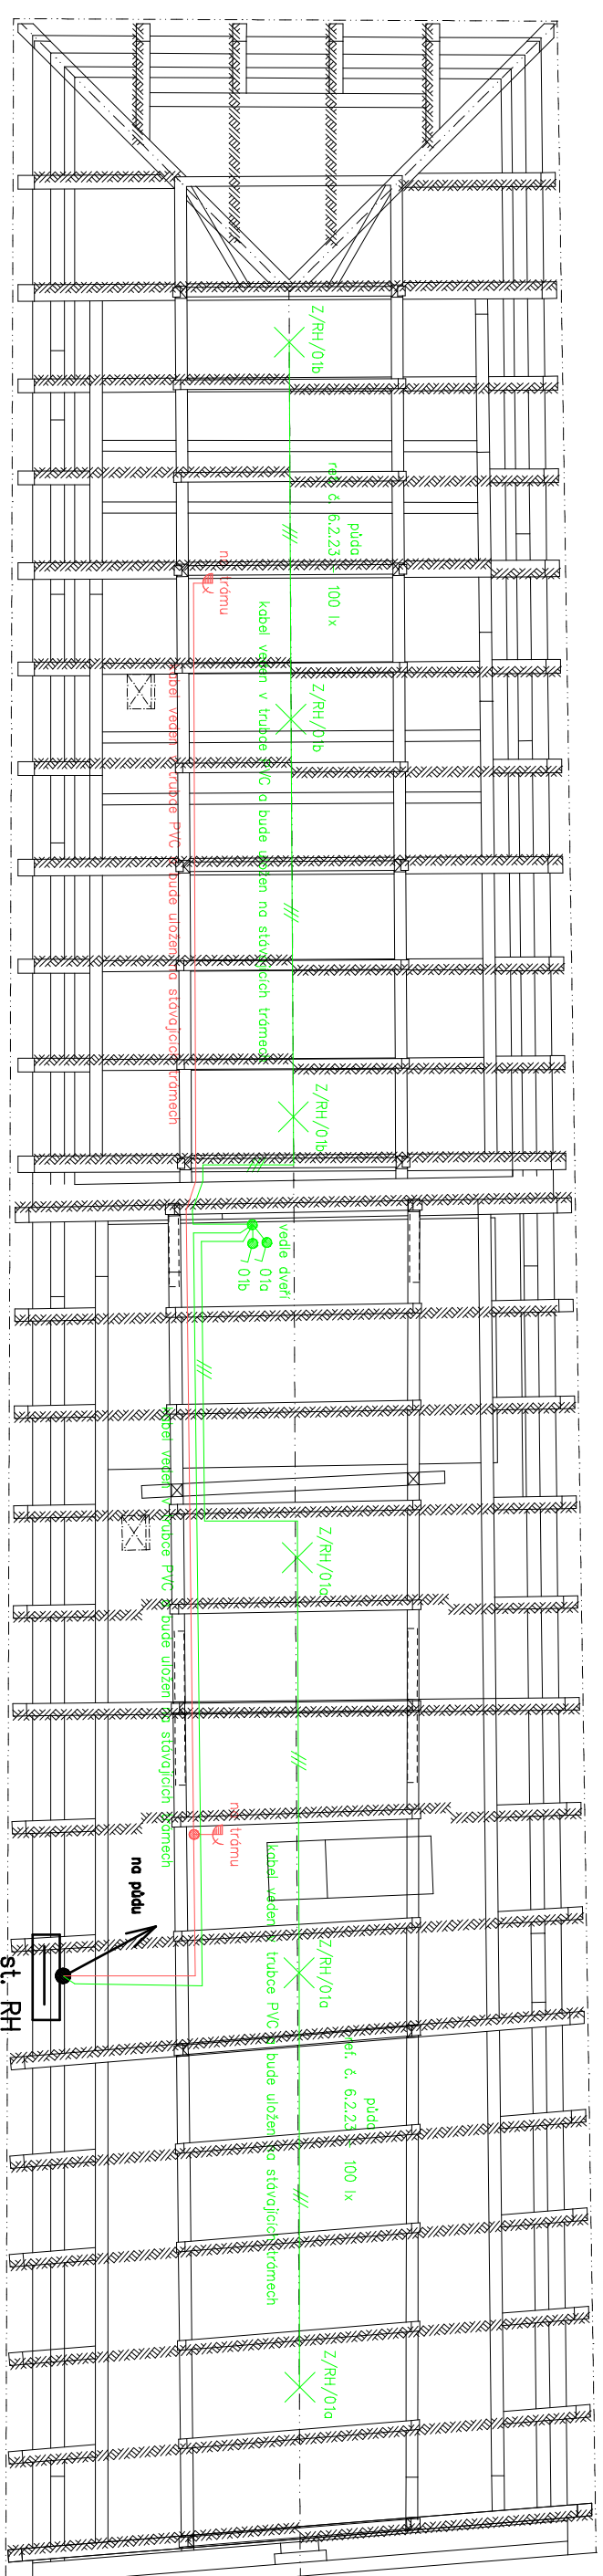 Z/RH/01b
půda
ref. č. 6.2.23 - 100 lx
na trámu
kabel veden v trubce PVC a bude uložen na stávajících trámech
Z/RH/01b
kabel veden v trubce PVC a bude uložen na stávajících trámech
Z/RH/01b
vedle dveří
01a
01b
kabel veden v trubce PVC a bude uložen na stávajících trámech
Z/RH/01a
na trámu
kabel veden v trubce PVC a bude uložen na stávajících trámech
na půdu
Z/RH/01a
st. RH
půda
ref. č. 6.2.23 - 100 lx
Z/RH/01a